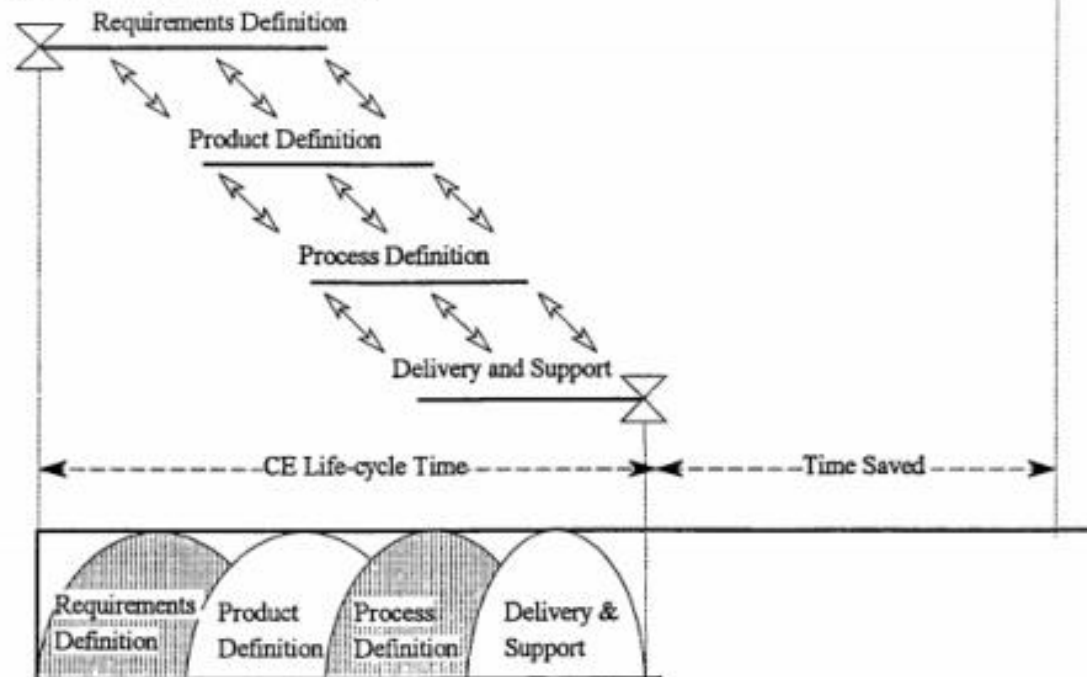 Requirements Definition
Product Definition
Process Definition
Delivery and Support
CE Life-cycle Time
Time Saved
Requirements
Definition
Product
Definition
Process
Definition
Delivery &
Support